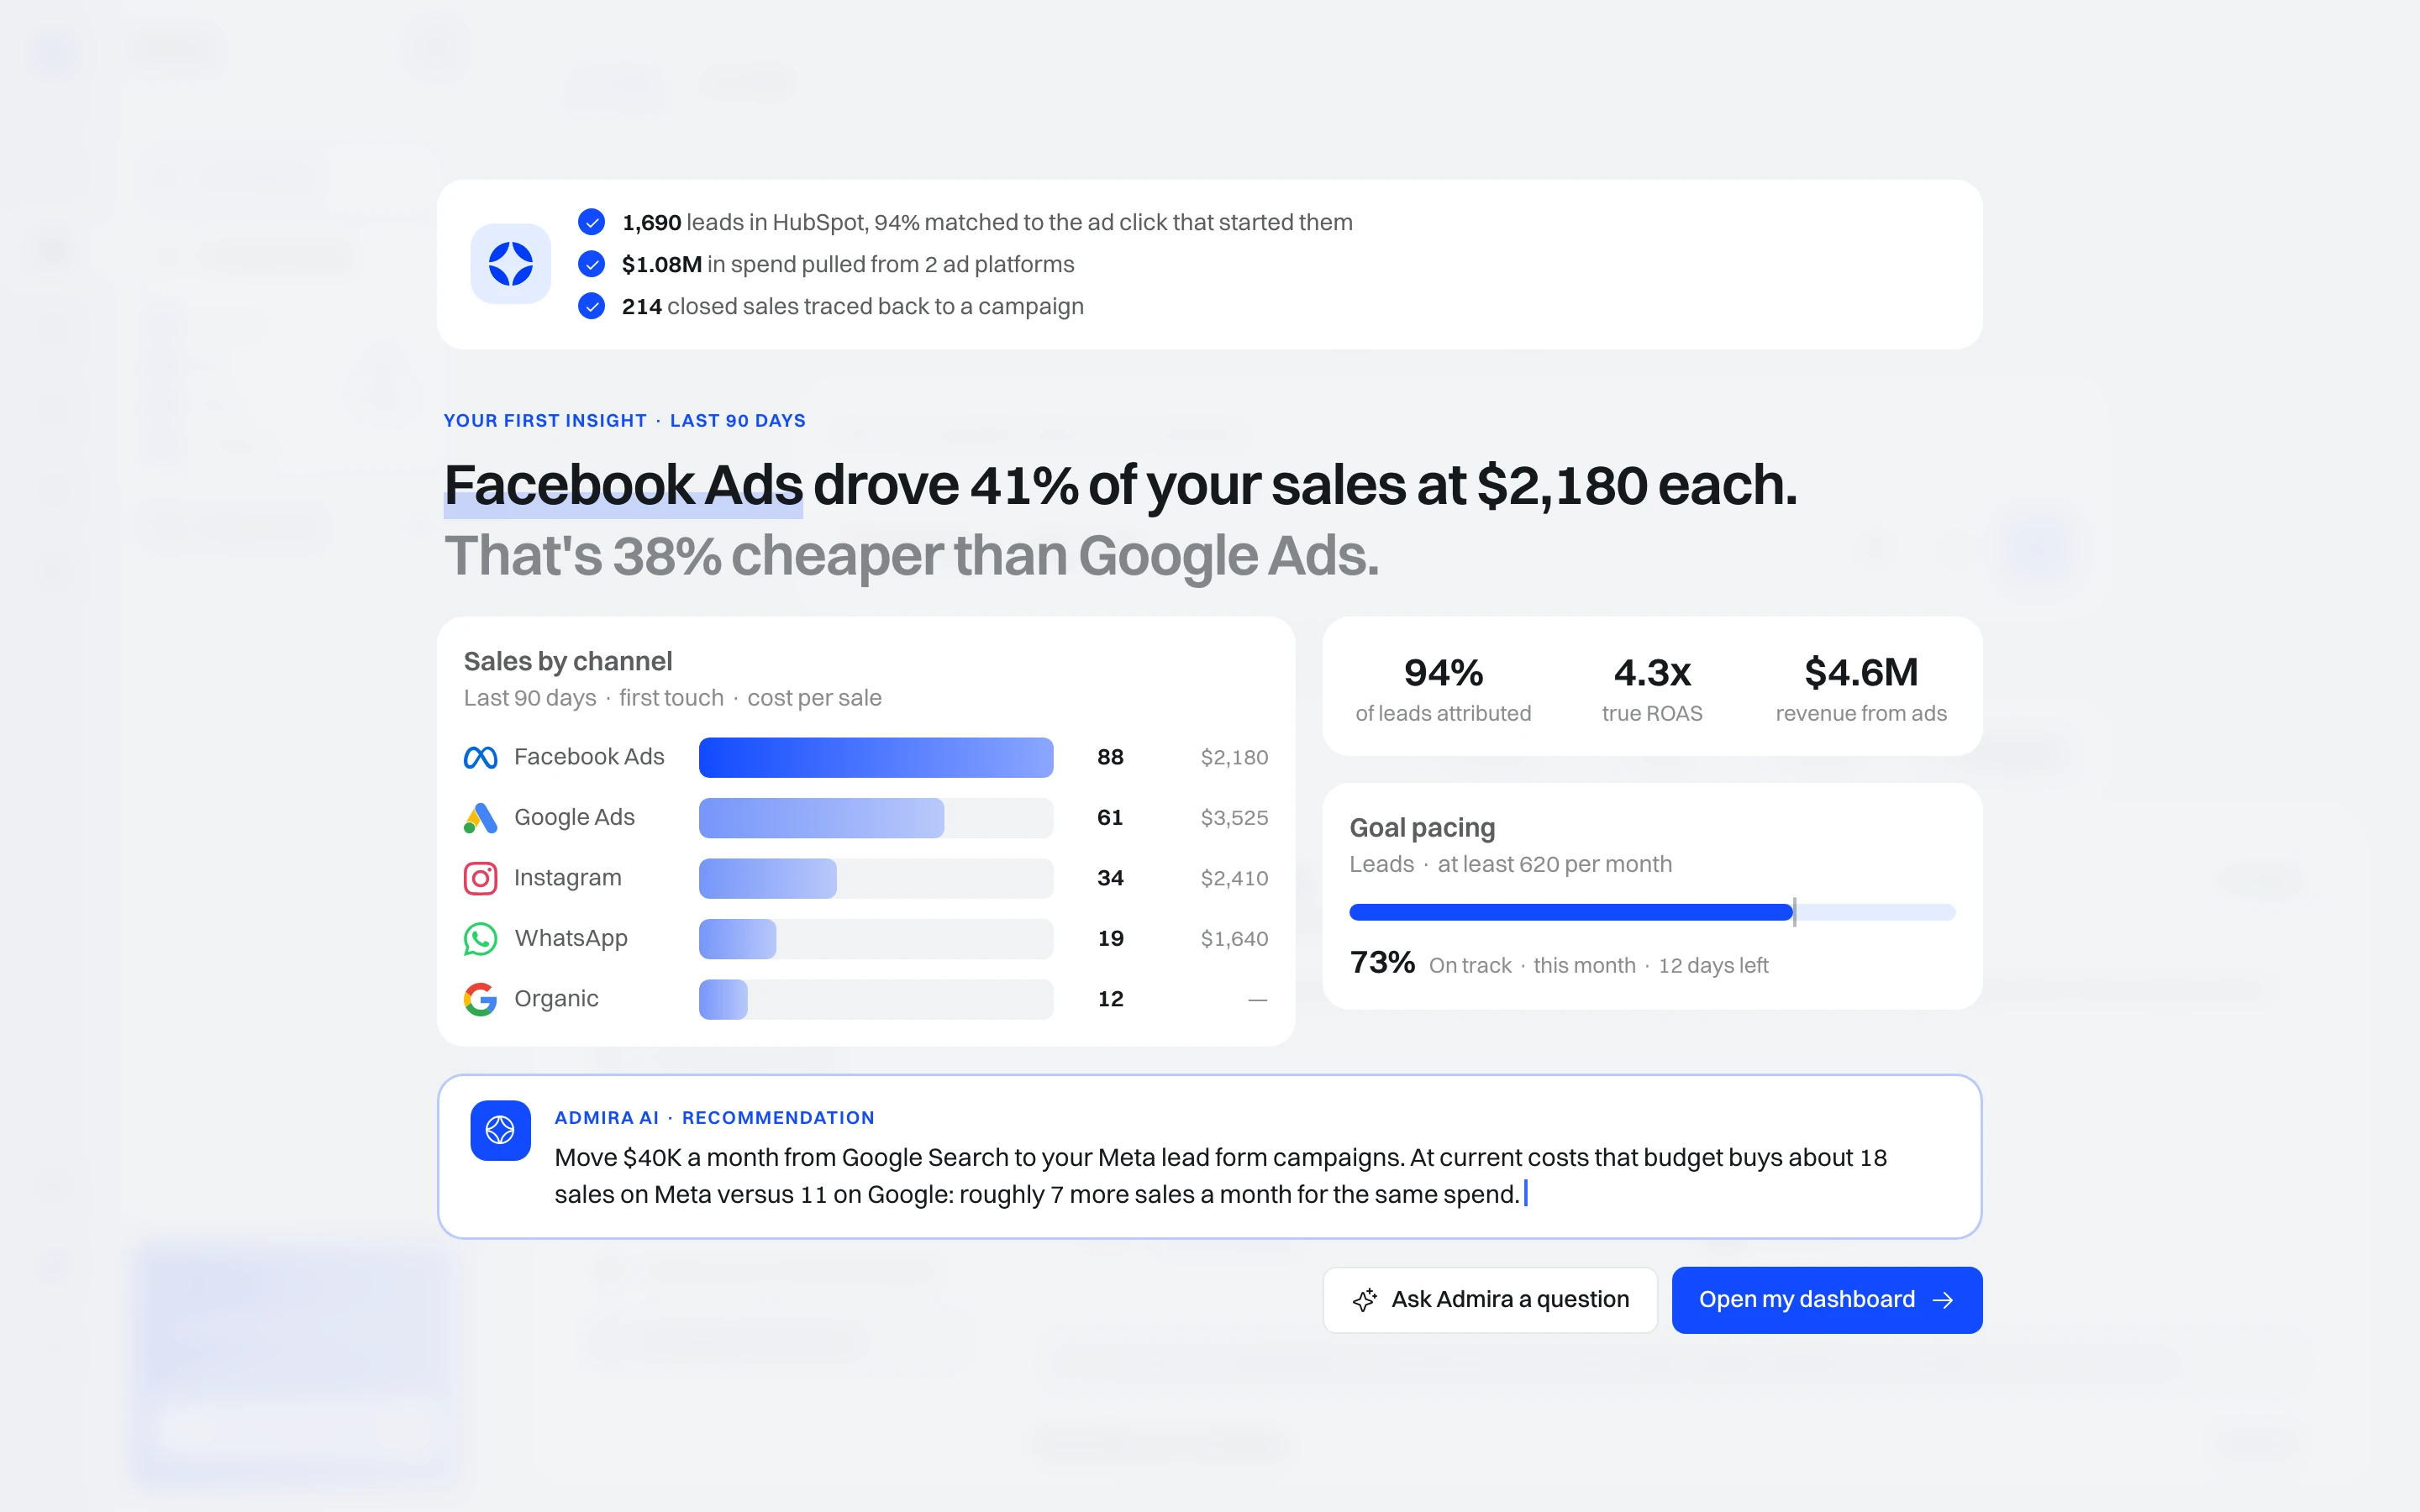 1,690 leads in HubSpot, 94% matched to the ad click that started them
$1.08M in spend pulled from 2 ad platforms
214 closed sales traced back to a campaign
YOUR FIRST INSIGHT · LAST 90 DAYS
Facebook Ads drove 41% of your sales at $2,180 each.
That's 38% cheaper than Google Ads.
Sales by channel
Last 90 days · first touch · cost per sale
Facebook Ads 88 $2,180
Google Ads 61 $3,525
Instagram 34 $2,410
WhatsApp 19 $1,640
Organic 12 —
94% 4.3x $4.6M
of leads attributed true ROAS revenue from ads
Goal pacing
Leads · at least 620 per month
73% On track · this month · 12 days left
ADMIRA AI · RECOMMENDATION
Move $40K a month from Google Search to your Meta lead form campaigns. At current costs that budget buys about 18
sales on Meta versus 11 on Google: roughly 7 more sales a month for the same spend.
Ask Admira a question
Open my dashboard